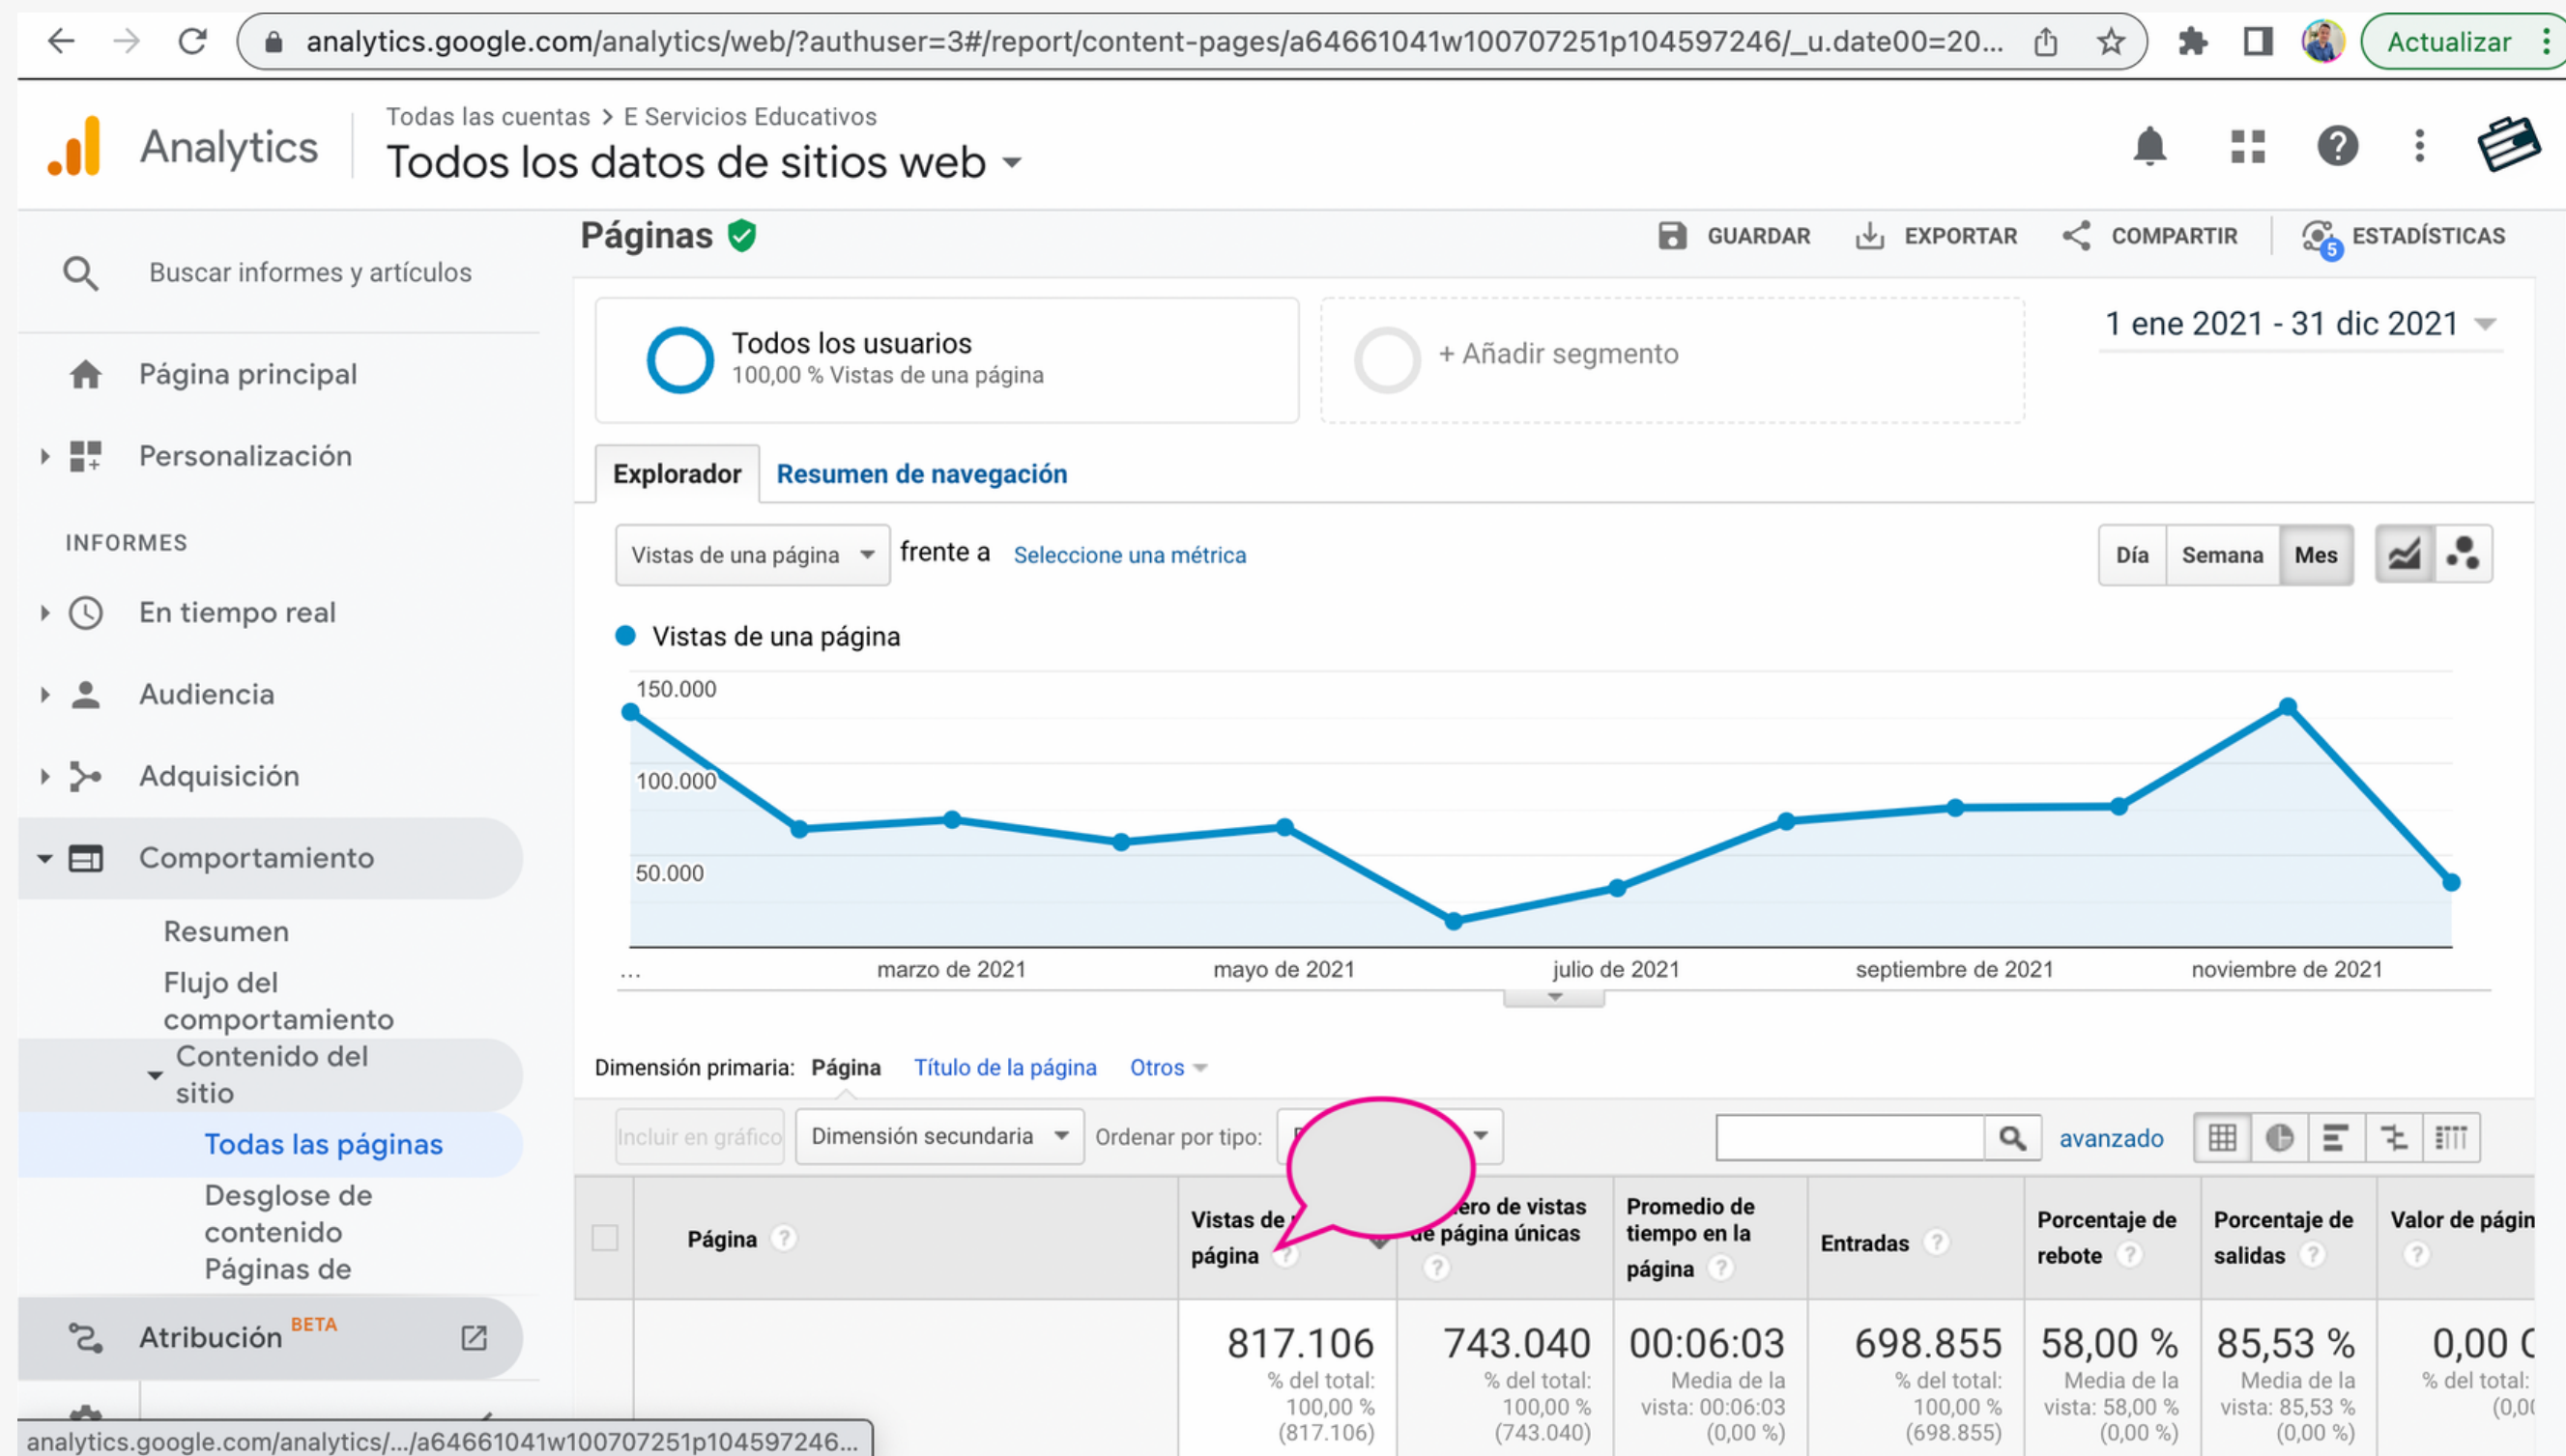 analytics.google.com/analytics/web/?authuser=3#/report/content-pages/a64661041w100707251p104597246/_u.date00=20...
Actualizar
Analytics
Todas las cuentas > E Servicios Educativos
Todos los datos de sitios web
Buscar informes y artículos
Página principal
Personalización
INFORMES
En tiempo real
Audiencia
Adquisición
Comportamiento
Resumen
Flujo del
comportamiento
Contenido del
sitio
Todas las páginas
Desglose de
contenido
Páginas de
Atribución BETA
analytics.google.com/analytics/.../a64661041w100707251p104597246...
Páginas
GUARDAR
EXPORTAR
COMPARTIR
5
ESTADÍSTICAS
Todos los usuarios
100,00 % Vistas de una página
+ Añadir segmento
1 ene 2021 - 31 dic 2021
Explorador
Resumen de navegación
Vistas de una página
frente a
Seleccione una métrica
Día Semana Mes
Vistas de una página
150.000
100.000
50.000
... marzo de 2021 mayo de 2021 julio de 2021 septiembre de 2021 noviembre de 2021
Dimensión primaria: Página Título de la página Otros
Incluir en gráfico
Dimensión secundaria
Ordenar por tipo:
avanzado
Página ?
Vistas de
página ?
de vistas
de página únicas
?
Promedio de
tiempo en la
página ?
Entradas ?
Porcentaje de
rebote ?
Porcentaje de
salidas ?
Valor de págin
?
817.106
% del total:
100,00 %
(817.106)
743.040
% del total:
100,00 %
(743.040)
00:06:03
Media de la
vista: 00:06:03
(0,00 %)
698.855
% del total:
100,00 %
(698.855)
58,00 %
Media de la
vista: 58,00 %
(0,00 %)
85,53 %
Media de la
vista: 85,53 %
(0,00 %)
0,00
% del total:
(0,0